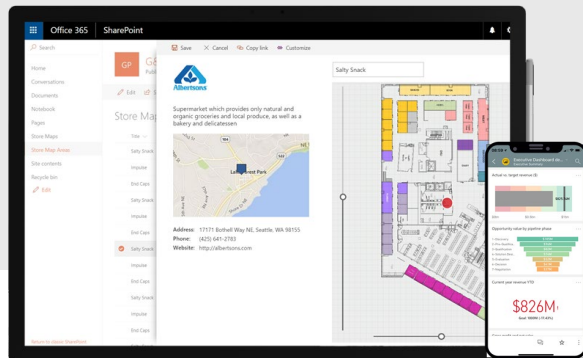 Office 365
SharePoint
Search
Home
Conversations
Documents
Notebook
Pages
Store Maps
Store Map Areas
Site contents
Recycle bin
Edit
Return to classic SharePoint
GP
Edit
Store Map
Title
Salty Snack
Impulse
End Caps
Salty Snack
Impulse
End Caps
Salty Snack
Impulse
End Caps
Salty Snack
Impulse
End Caps
Save
Cancel
Copy link
Customize
Albertsons
Supermarket which provides only natural and
organic groceries and local produce, as well as a
bakery and delicatessen
Address: 17171 Bothell Way NE, Seattle, WA 98155
Phone: (425) 641-2783
Website: http://albertsons.com
Salty Snack
Executive Dashboard de...
Actual vs. target revenue ($)
Opportunity value by pipeline phase
Current year revenue YTD
$826M